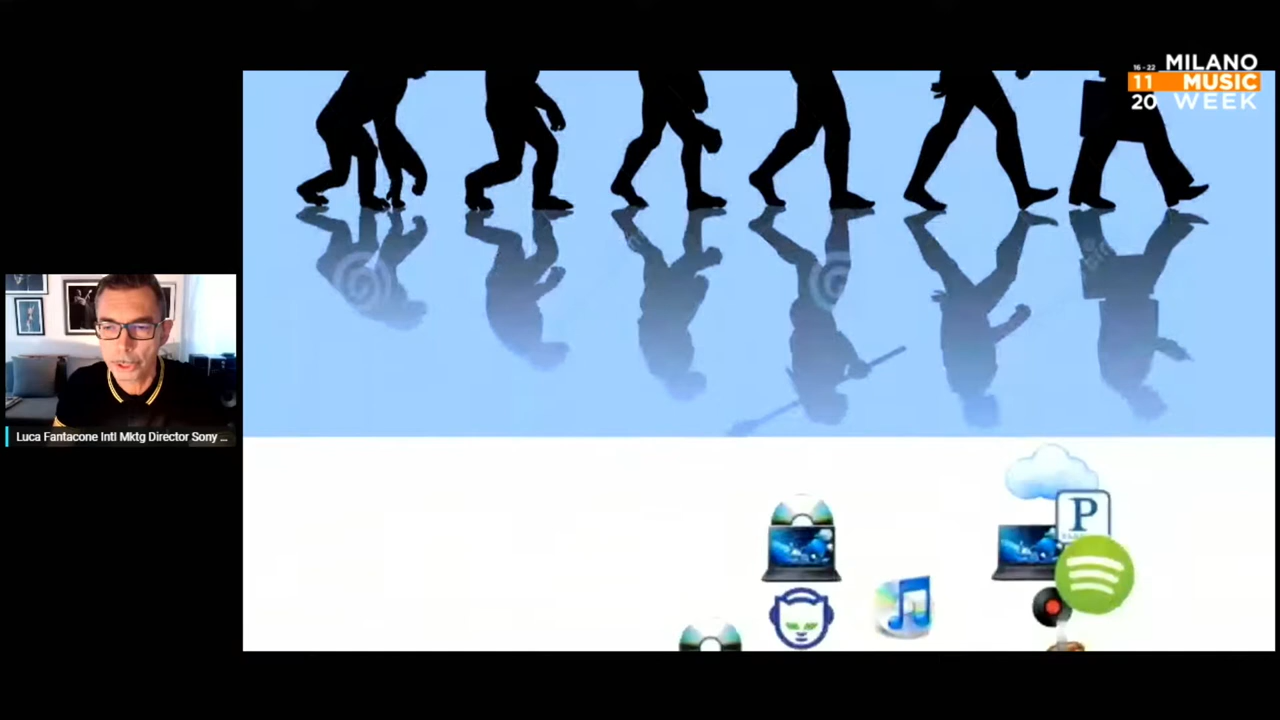 16 - 22 MILANO
11 MUSIC
20 WEEK
Luca Fantacone Intl Mktg Director Sony ...
P